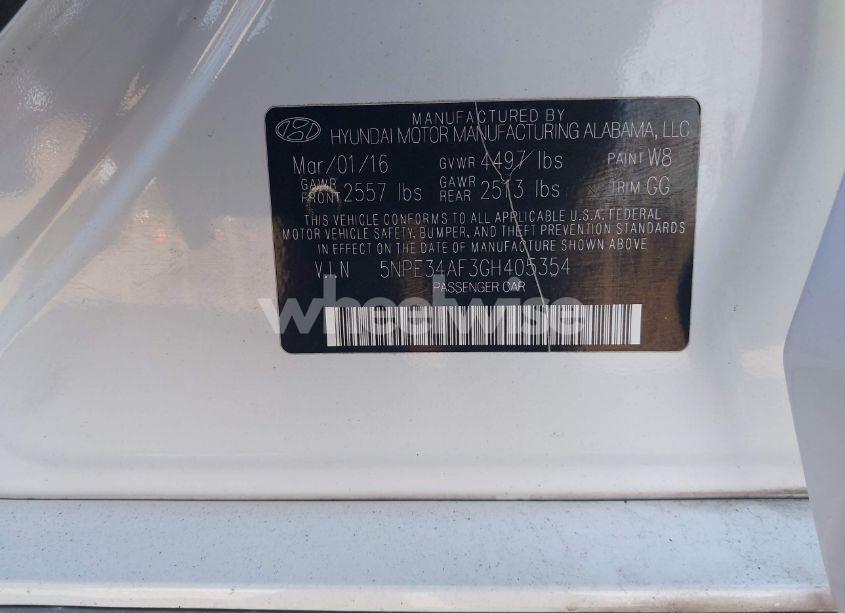 MANUFACTURED BY
HYUNDAI MOTOR MANUFACTURING ALABAMA, LLC
Mar/01/16 GVWR 4497 lbs PAINT W8
GAWR FRONT 2557 lbs GAWR REAR 2513 lbs TRIM GG
THIS VEHICLE CONFORMS TO ALL APPLICABLE U.S.A. FEDERAL
MOTOR VEHICLE SAFETY, BUMPER, AND THEFT PREVENTION STANDARDS
IN EFFECT ON THE DATE OF MANUFACTURE SHOWN ABOVE
V.I.N 5NPE34AF3GH405354
PASSENGER CAR
wheelwise